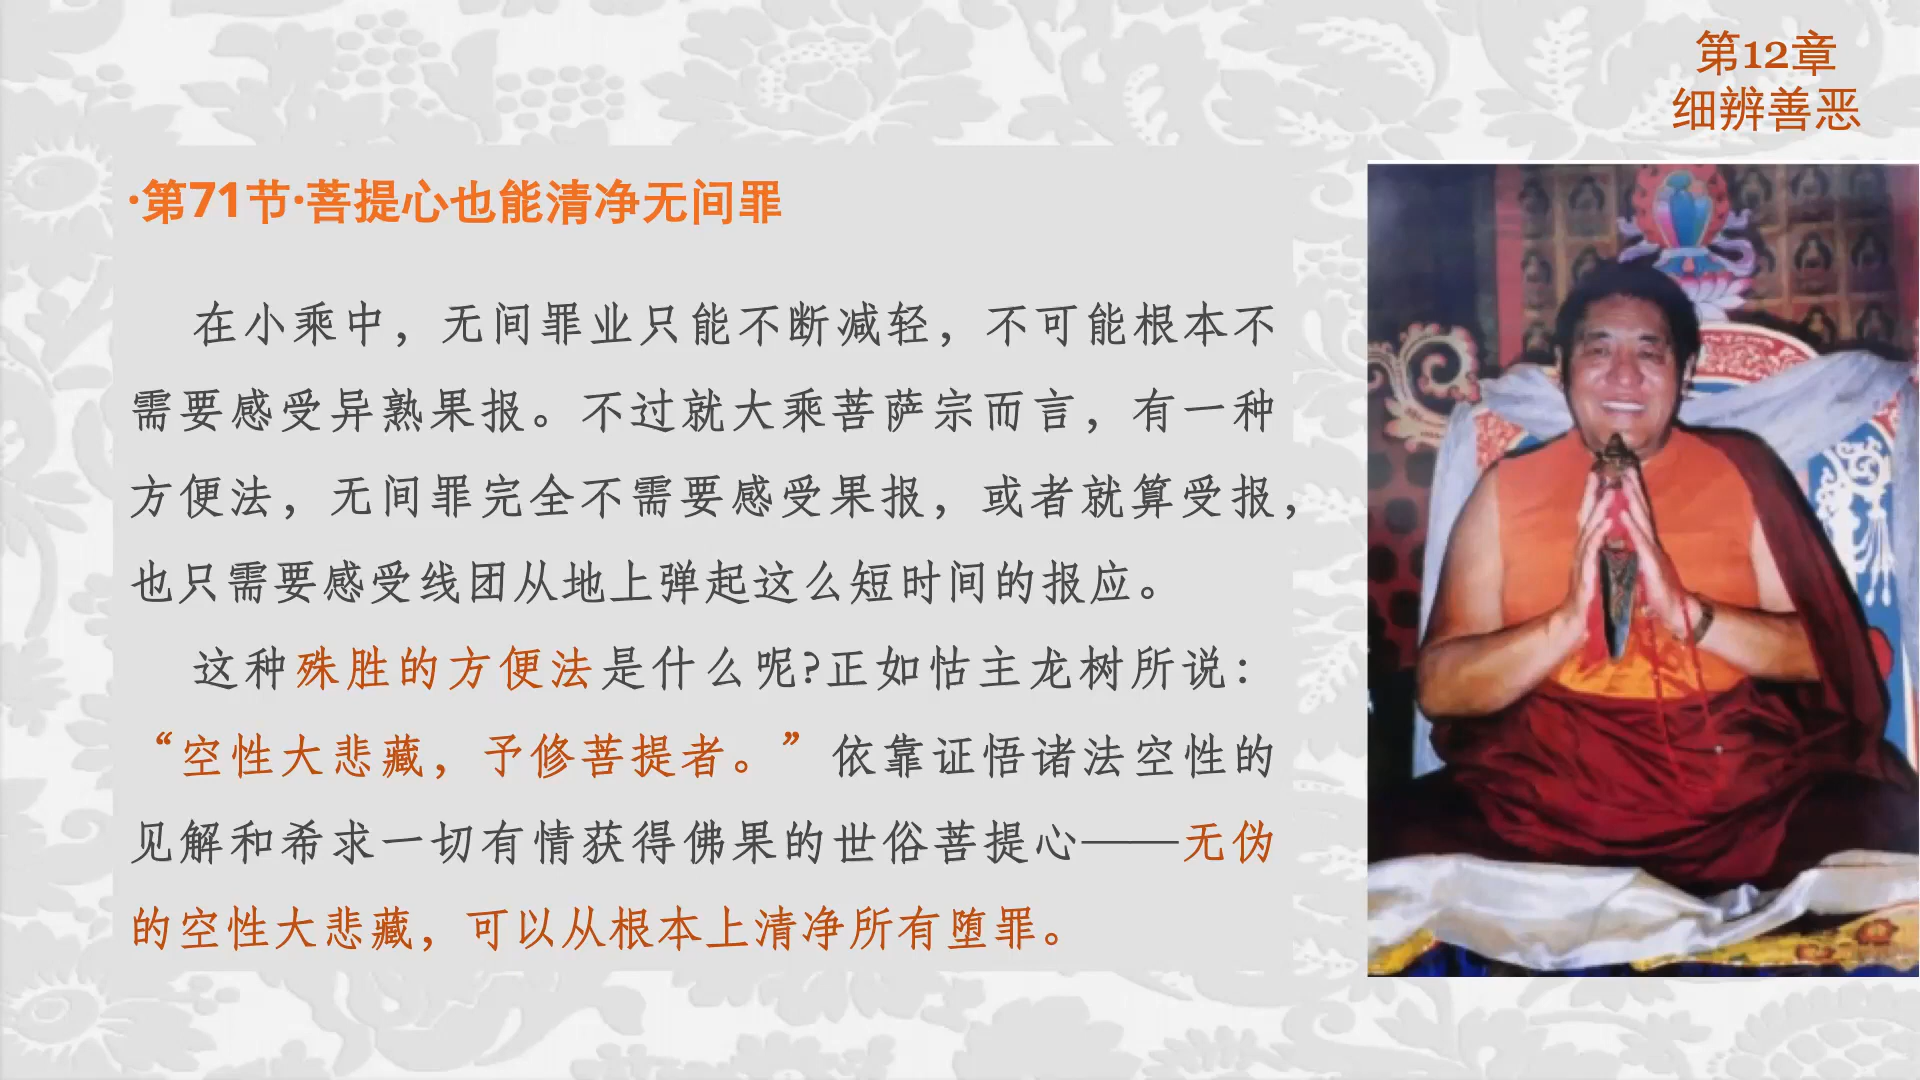 第12章
细辨善恶
·第71节·菩提心也能清净无间罪
在小乘中，无间罪业只能不断减轻，不可能根本不
需要感受异熟果报。不过就大乘菩萨宗而言，有一种
方便法，无间罪完全不需要感受果报，或者就算受报，
也只需要感受线团从地上弹起这么短时间的报应。
这种殊胜的方便法是什么呢?正如怙主龙树所说：
“空性大悲藏，予修菩提者。”依靠证悟诸法空性的
见解和希求一切有情获得佛果的世俗菩提心——无伪
的空性大悲藏，可以从根本上清净所有堕罪。